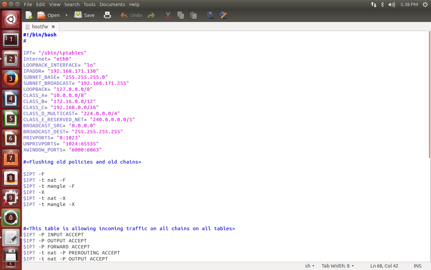 File Edit View Search Tools Documents Help
5:36 PM
Open Save Undo
hostfw
#!/bin/bash
#
IPT= "/sbin/iptables"
Internet= "eth0"
LOOPBACK_INTERFACE= "lo"
IPADDR= "192.168.171.130"
SUBNET_BASE= "255.255.255.0"
SUBNET_BROADCAST= "192.168.171.255"
LOOPBACK= "127.0.0.0/8"
CLASS_A= "10.0.0.0/8"
CLASS_B= "172.16.0.0/12"
CLASS_C= "192.168.0.0/16"
CLASS_D_MULTICAST= "224.0.0.0/4"
CLASS_E_RESERVED_NET= "240.0.0.0.0/5"
BROADCAST_SRC= "0.0.0.0"
BROADCAST_DEST= "255.255.255.255"
PRIVPORTS= "0:1023"
UNPRIVPORTS= "1024:65535"
XWINDOW_PORTS= "6000:6063"
#=Flushing old policies and old chains=
$IPT -F
$IPT -t nat -F
$IPT -t mangle -F
$IPT -X
$IPT -t nat -X
$IPT -t mangle -X
#=This table is allowing incoming traffic on all chains on all tables=
$IPT -P INPUT ACCEPT
$IPT -P OUTPUT ACCEPT
$IPT -P FORWARD ACCEPT
$IPT -t nat -P PREROUTING ACCEPT
$IPT -t nat -P OUTPUT ACCEPT
sh Tab Width: 8 Ln 68, Col 42 INS